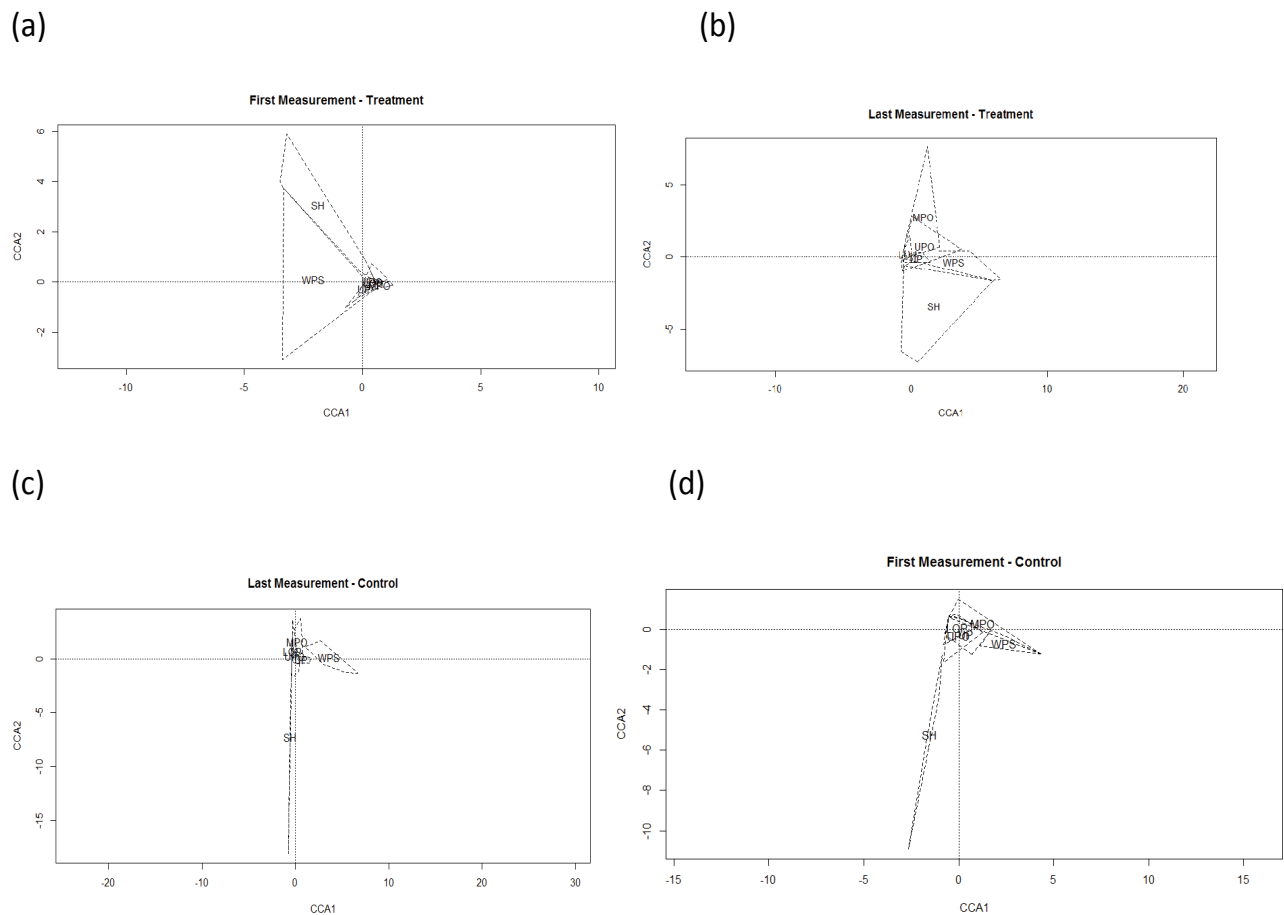 (a)
(b)
First Measurement - Treatment
CCA2
6
4
2
0
-2
SH
WPS
-10
-5
0
5
10
CCA1
Last Measurement - Treatment
CCA2
5
0
-5
MPO
UPO
WPS
SH
-10
0
10
20
CCA1
(c)
(d)
Last Measurement - Control
CCA2
0
-5
-10
-15
MPO
WPS
SH
-20
-10
0
10
20
30
CCA1
First Measurement - Control
CCA2
0
-2
-4
-6
-8
-10
LOP
MPO
UPO
WPS
SH
-15
-10
-5
0
5
10
15
CCA1